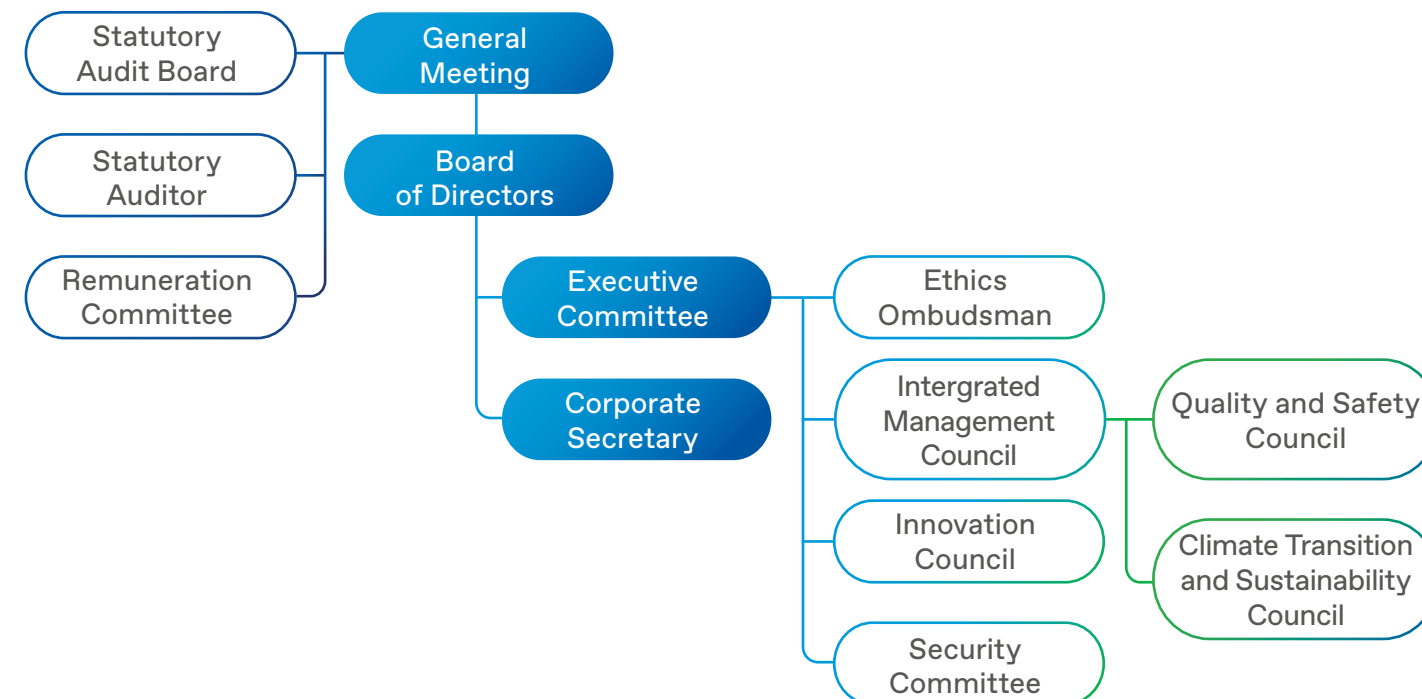 Statutory
Audit Board
General
Meeting
Statutory
Auditor
Board
of Directors
Remuneration
Committee
Executive
Committee
Ethics
Ombudsman
Corporate
Secretary
Intergrated
Management
Council
Quality and Safety
Council
Innovation
Council
Climate Transition
and Sustainability
Council
Security
Committee